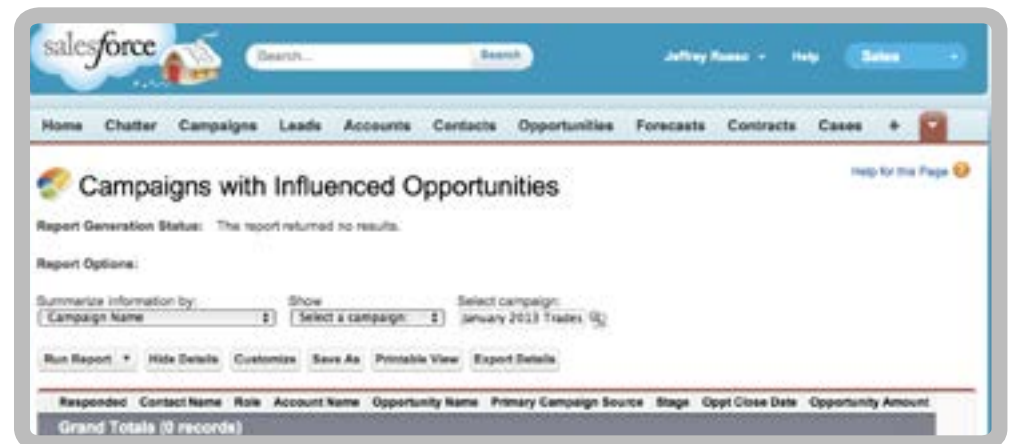 salesforce
Search... Search Jeffrey Russo Help Sales
Home Chatter Campaigns Leads Accounts Contacts Opportunities Forecasts Contracts Cases +
Help for this Page
Campaigns with Influenced Opportunities
Report Generation Status: The report returned no results.
Report Options:
Summarize information by: Show Select campaign:
Campaign Name Select a campaign: January 2013 Trades
Run Report Hide Details Customize Save As Printable View Export Details
Responded Contact Name Role Account Name Opportunity Name Primary Campaign Source Stage Oppt Close Date Opportunity Amount
Grand Totals (0 records)